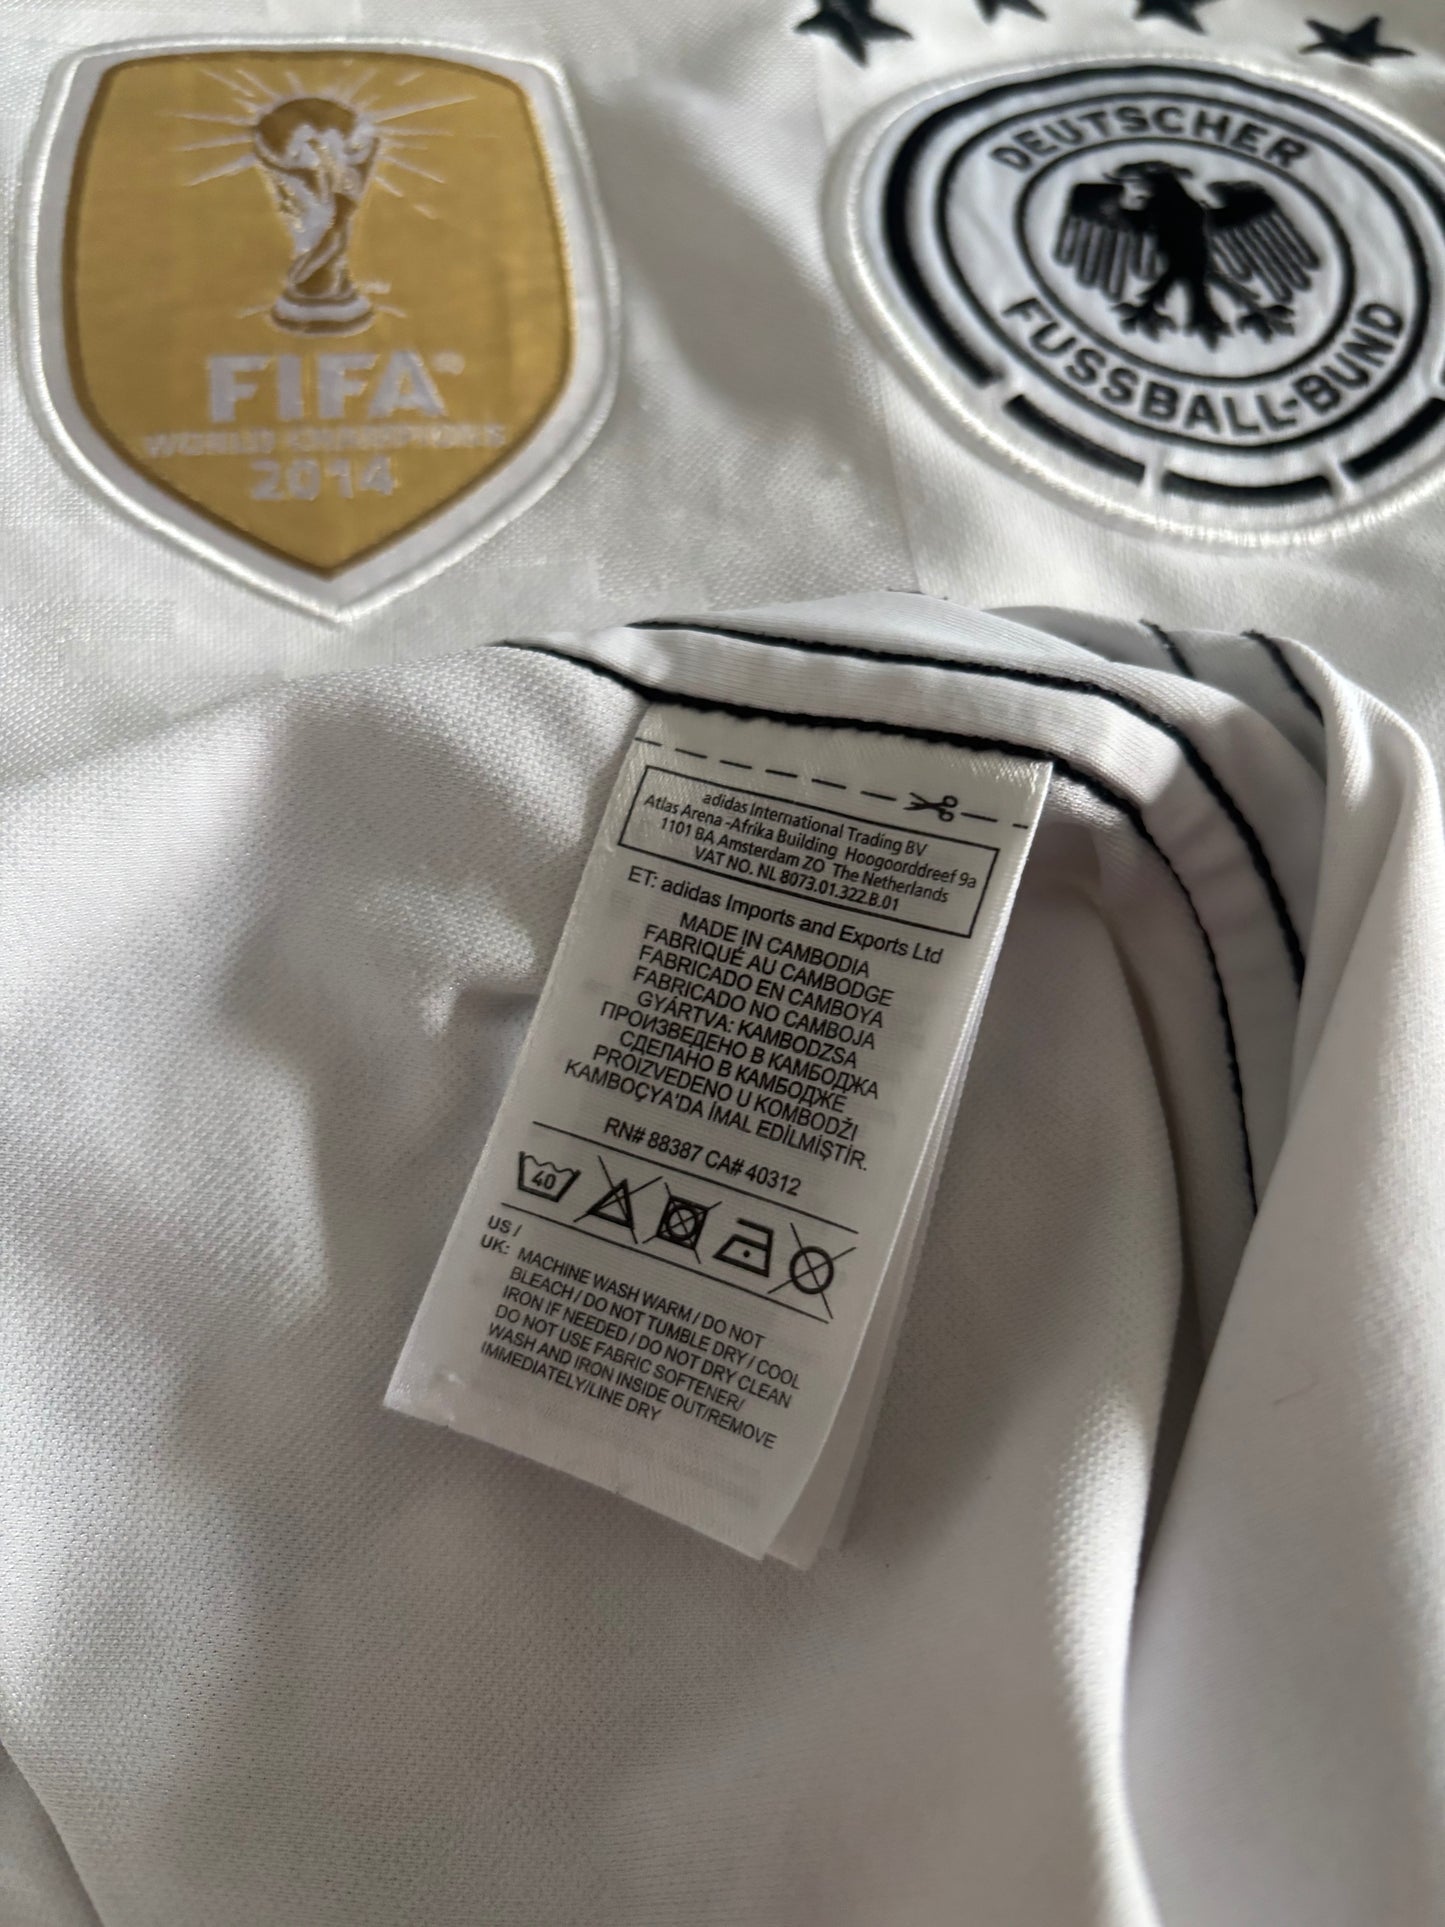 FIFA®
WORLD CHAMPIONS
2014
DEUTSCHER
FUSSBALL-BUND
adidas International Trading BV
Atlas Arena -Afrika Building Hoogoorddreef 9a
1101 BA Amsterdam ZO The Netherlands
VAT NO. NL 8073.01.322.B.01
ET: adidas Imports and Exports Ltd
MADE IN CAMBODIA
FABRIQUÉ AU CAMBODGE
FABRICADO EN CAMBOYA
FABRICADO NO CAMBOJA
GYÁRTVA: KAMBODZSA
ПРОИЗВЕДЕНО В КАМБОДЖА
СДЕЛАНО В КАМБОДЖЕ
PROIZVEDENO U KOMBODŽI
KAMBOÇYA'DA İMAL EDİLMİŞTİR.
RN# 88387 CA# 40312
40
US /
UK: MACHINE WASH WARM / DO NOT
BLEACH / DO NOT TUMBLE DRY / COOL
IRON IF NEEDED / DO NOT DRY CLEAN
DO NOT USE FABRIC SOFTENER/
WASH AND IRON INSIDE OUT/REMOVE
IMMEDIATELY/LINE DRY